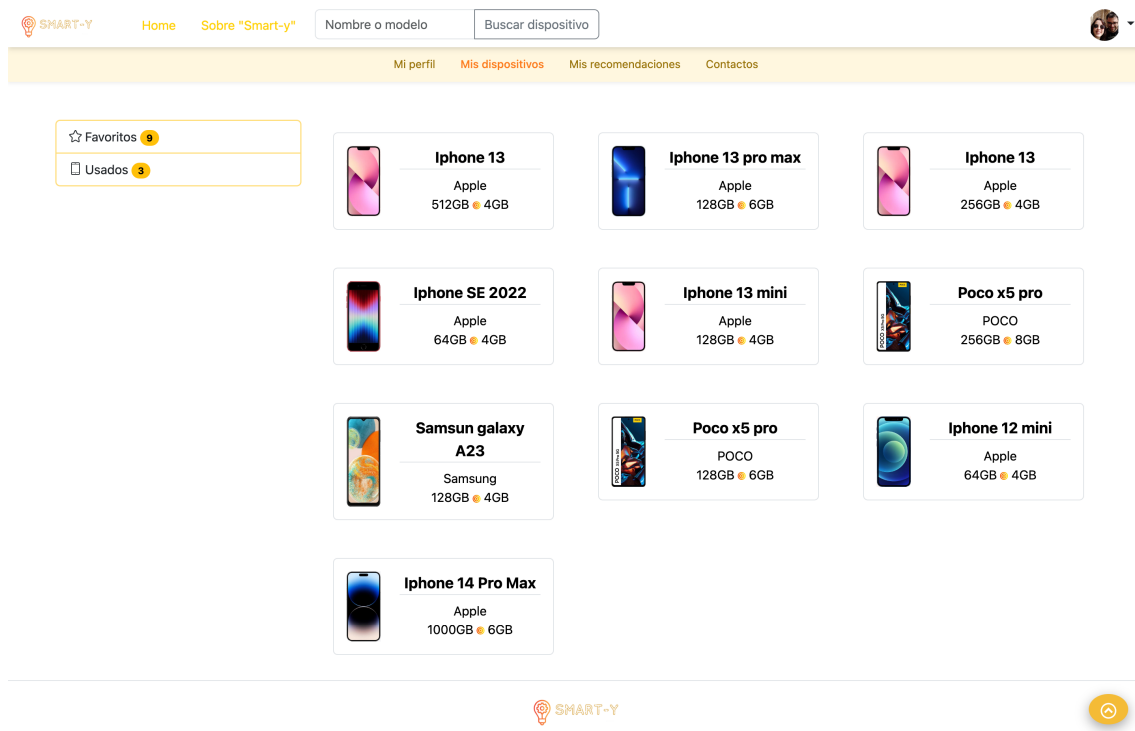 SMART-Y
Home
Sobre "Smart-y"
Nombre o modelo
Buscar dispositivo
Mi perfil
Mis dispositivos
Mis recomendaciones
Contactos
Favoritos 9
Usados 3
Iphone 13
Apple
512GB 4GB
Iphone 13 pro max
Apple
128GB 6GB
Iphone 13
Apple
256GB 4GB
Iphone SE 2022
Apple
64GB 4GB
Iphone 13 mini
Apple
128GB 4GB
Poco x5 pro
POCO
256GB 8GB
Samsun galaxy
A23
Samsung
128GB 4GB
Poco x5 pro
POCO
128GB 6GB
Iphone 12 mini
Apple
64GB 4GB
Iphone 14 Pro Max
Apple
1000GB 6GB
SMART-Y